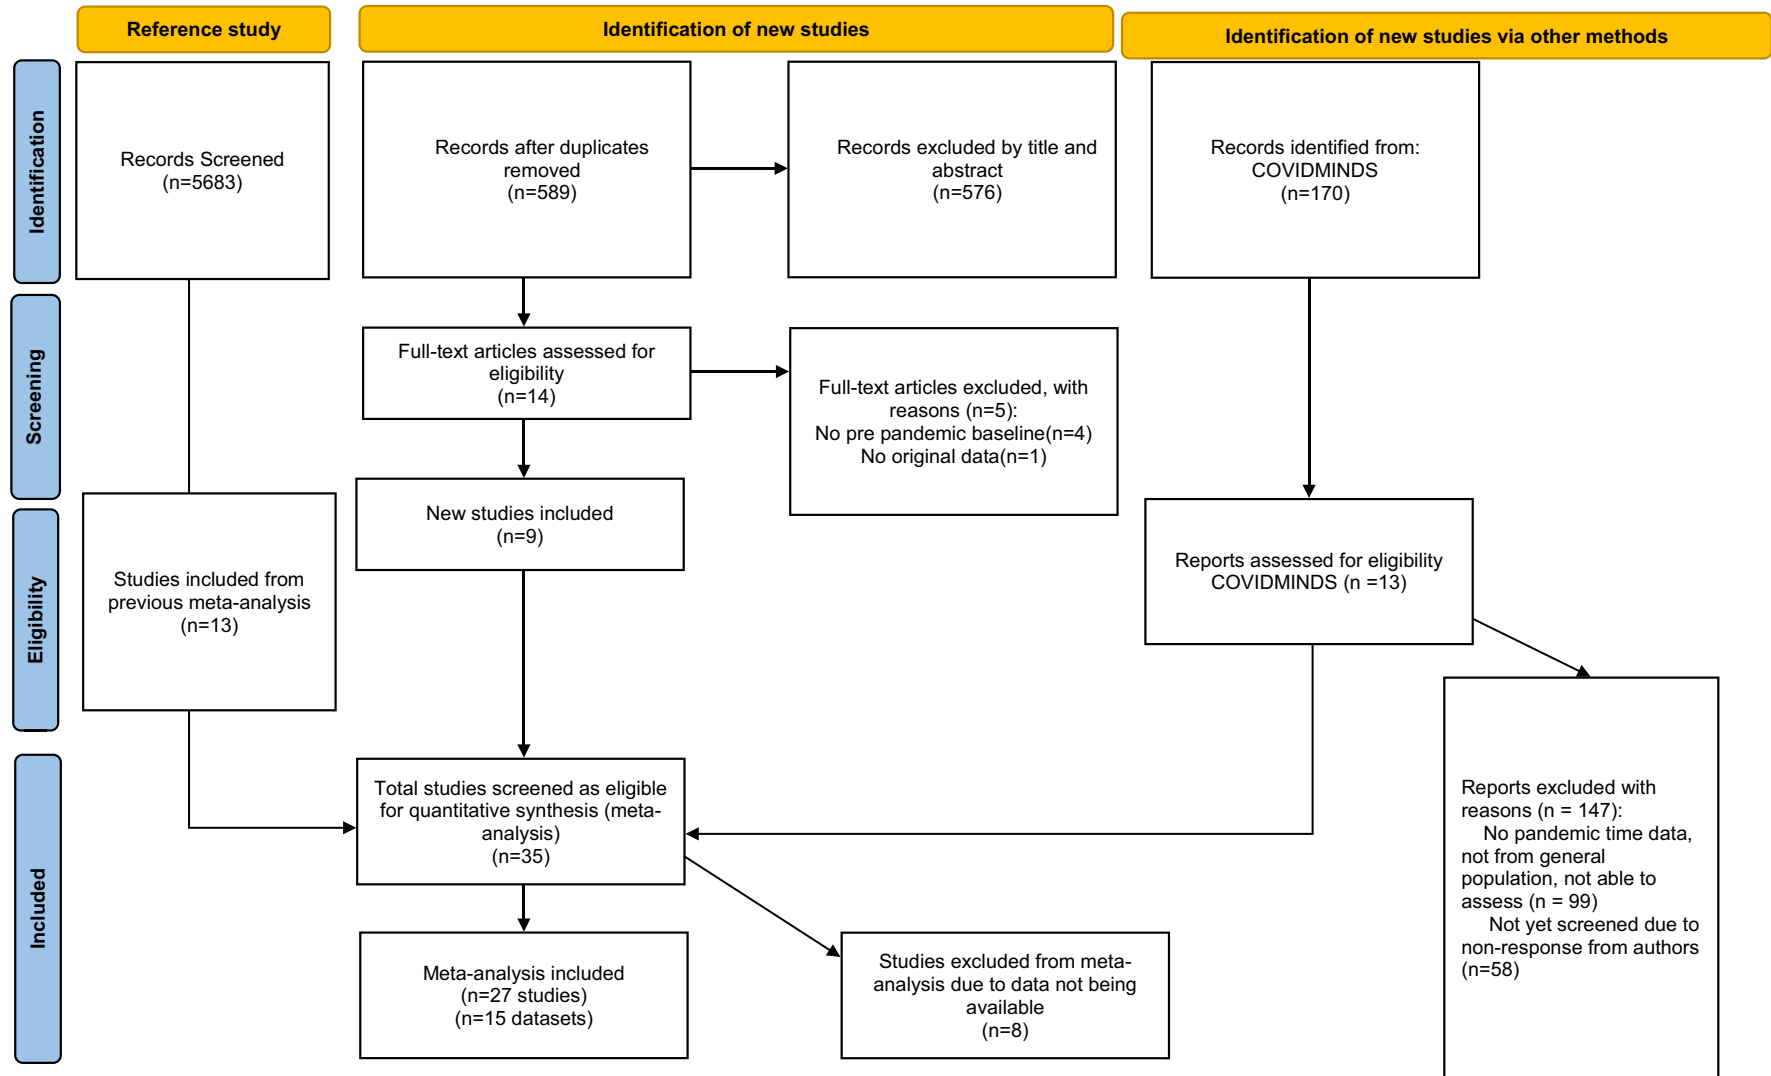 Reference study
Identification of new studies
Identification of new studies via other methods
Identification
Records Screened
(n=5683)
Records after duplicates
removed
(n=589)
Records excluded by title and
abstract
(n=576)
Records identified from:
COVIDMINDS
(n=170)
Screening
Full-text articles assessed for
eligibility
(n=14)
Full-text articles excluded, with
reasons (n=5):
No pre pandemic baseline(n=4)
No original data(n=1)
Eligibility
Studies included from
previous meta-analysis
(n=13)
New studies included
(n=9)
Reports assessed for eligibility
COVIDMINDS (n =13)
Included
Total studies screened as eligible
for quantitative synthesis (meta-
analysis)
(n=35)
Reports excluded with
reasons (n = 147):
No pandemic time data,
not from general
population, not able to
assess (n = 99)
Not yet screened due to
non-response from authors
(n=58)
Meta-analysis included
(n=27 studies)
(n=15 datasets)
Studies excluded from meta-
analysis due to data not being
available
(n=8)